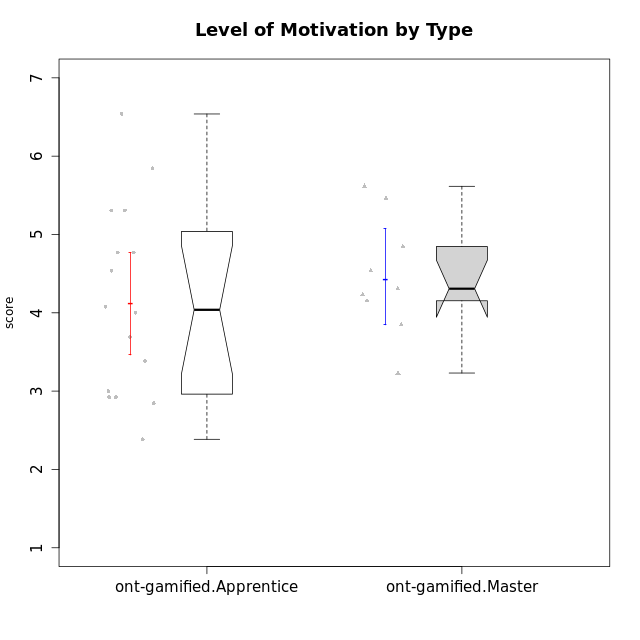 Level of Motivation by Type
7
6
5
4
3
2
1
score
ont-gamified.Apprentice
ont-gamified.Master